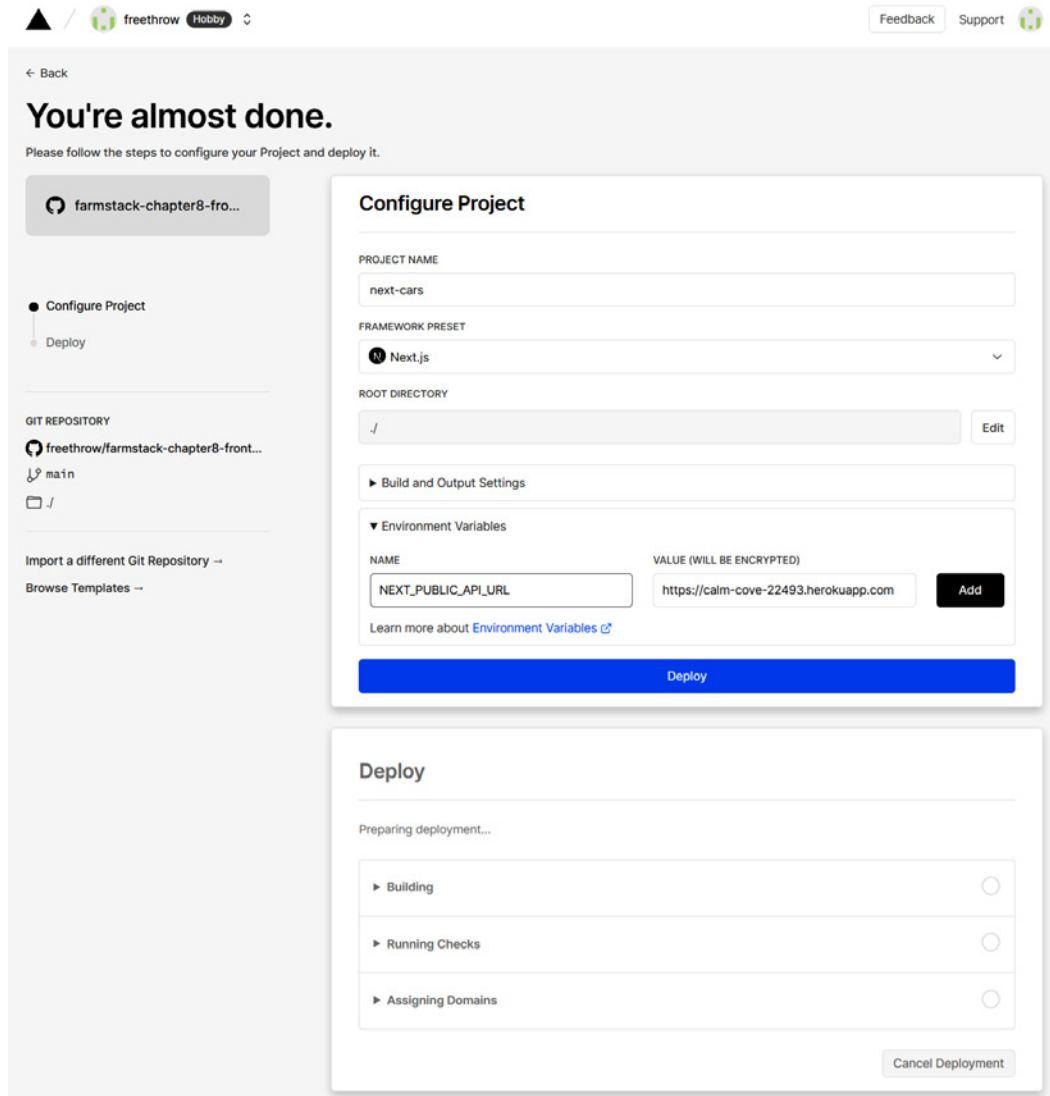 freethrow Hobby
Feedback Support
← Back
You're almost done.
Please follow the steps to configure your Project and deploy it.
farmstack-chapter8-fro...
Configure Project
Deploy
GIT REPOSITORY
freethrow/farmstack-chapter8-front...
main
./
Import a different Git Repository →
Browse Templates →
Configure Project
PROJECT NAME
next-cars
FRAMEWORK PRESET
N Next.js
ROOT DIRECTORY
./ Edit
▶ Build and Output Settings
▼ Environment Variables
NAME VALUE (WILL BE ENCRYPTED)
NEXT_PUBLIC_API_URL https://calm-cove-22493.herokuapp.com Add
Learn more about Environment Variables
Deploy
Deploy
Preparing deployment...
▶ Building
▶ Running Checks
▶ Assigning Domains
Cancel Deployment